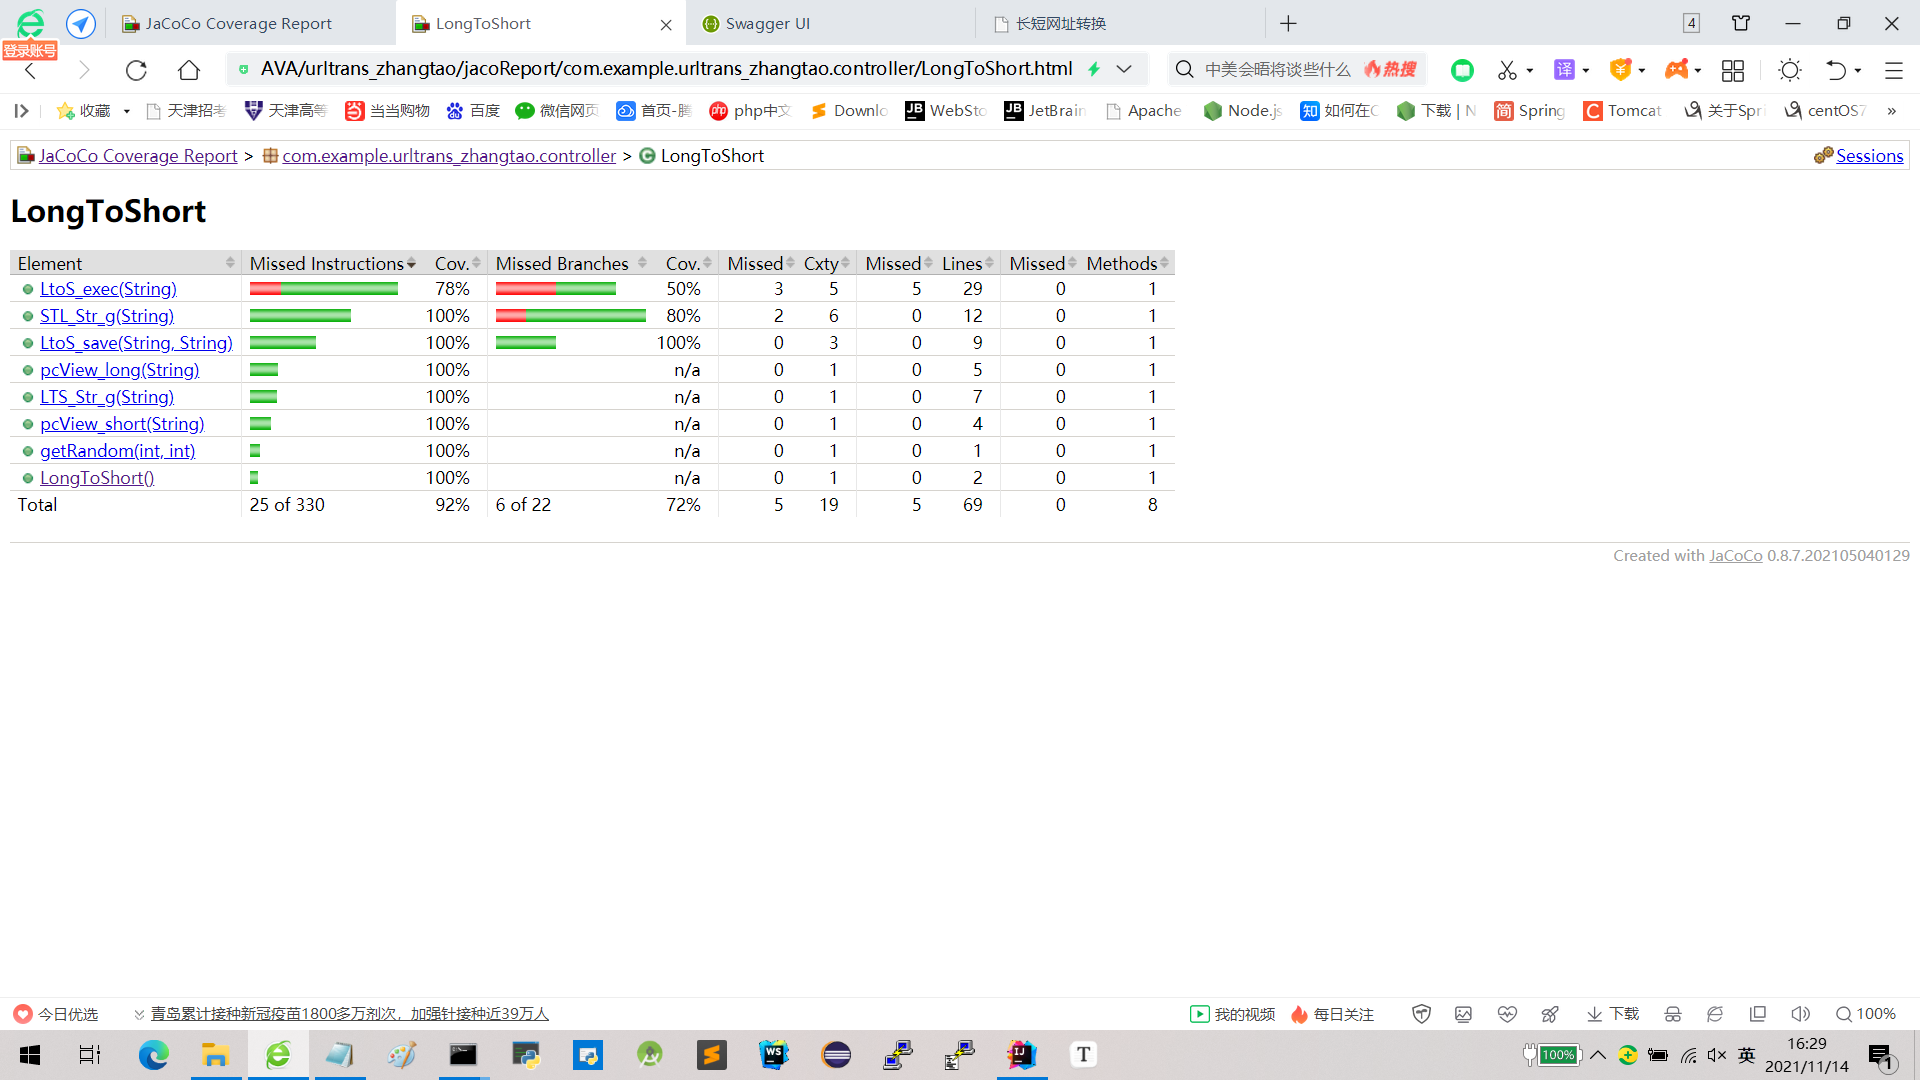 JaCoCo Coverage Report LongToShort Swagger UI 长短网址转换 4
登录账号
AVA/urltrans_zhangtao/jacoReport/com.example.urltrans_zhangtao.controller/LongToShort.html 中美会晤将谈些什么 热搜 译
收藏 天津招考 天津高等 当当购物 百度 微信网页 首页-腾 php中文 Downlo WebSto JetBrain Apache Node.js 如何在C 下载 | N Spring Tomcat 关于Spri centOS7 »
JaCoCo Coverage Report > com.example.urltrans_zhangtao.controller > LongToShort Sessions
LongToShort
Element Missed Instructions Cov. Missed Branches Cov. Missed Cxty Missed Lines Missed Methods
LtoS_exec(String) 78% 50% 3 5 5 29 0 1
STL_Str_g(String) 100% 80% 2 6 0 12 0 1
LtoS_save(String, String) 100% 100% 0 3 0 9 0 1
pcView_long(String) 100% n/a 0 1 0 5 0 1
LTS_Str_g(String) 100% n/a 0 1 0 7 0 1
pcView_short(String) 100% n/a 0 1 0 4 0 1
getRandom(int, int) 100% n/a 0 1 0 1 0 1
LongToShort() 100% n/a 0 1 0 2 0 1
Total 25 of 330 92% 6 of 22 72% 5 19 5 69 0 8
Created with JaCoCo 0.8.7.202105040129
今日优选 青岛累计接种新冠疫苗1800多万剂次，加强针接种近39万人 我的视频 每日关注 下载 100%
100% 英 16:29
2021/11/14 1